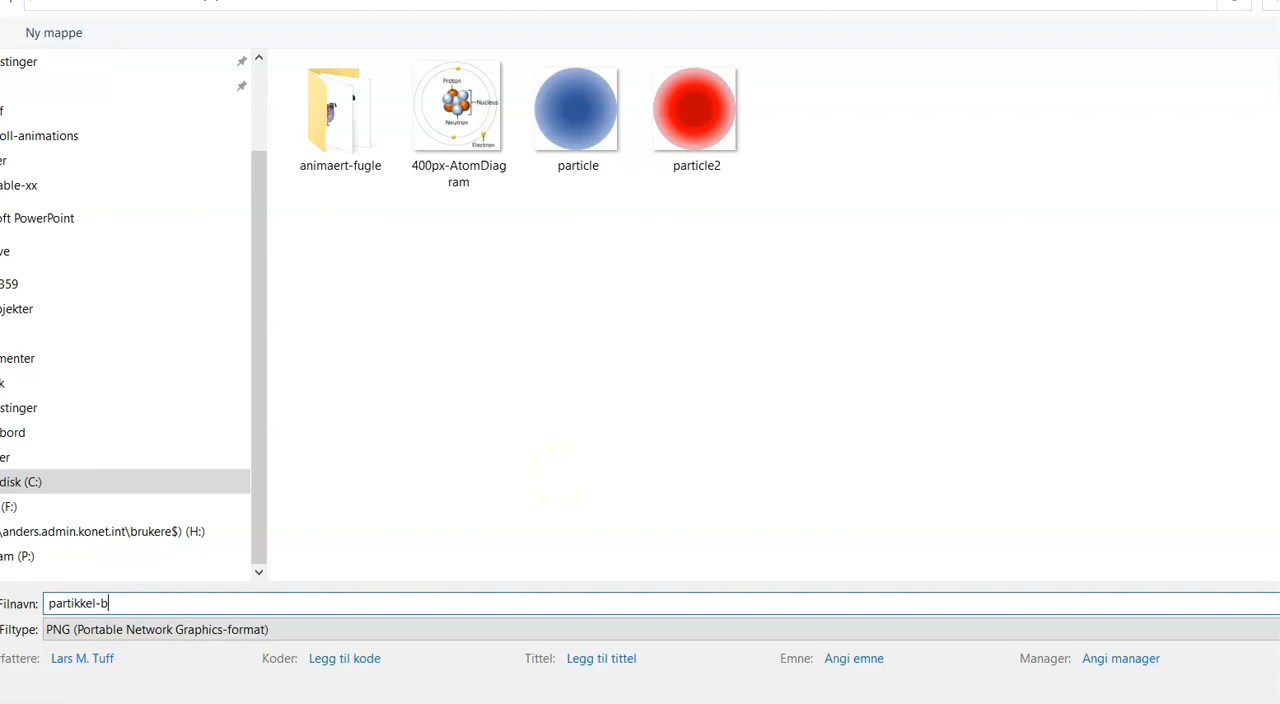 Ny mappe
stinger
f
oll-animations
er
able-xx
oft PowerPoint
ve
359
ojekter
menter
k
stinger
bord
er
disk (C:)
(F:)
\anders.admin.konet.int\brukere$) (H:)
am (P:)
Proton
Nucleus
Neutron
Electron
animaert-fugle
400px-AtomDiag
ram
particle
particle2
Filnavn: partikkel-b
Filtype: PNG (Portable Network Graphics-format)
rfattere: Lars M. Tuff Koder: Legg til kode Tittel: Legg til tittel Emne: Angi emne Manager: Angi manager